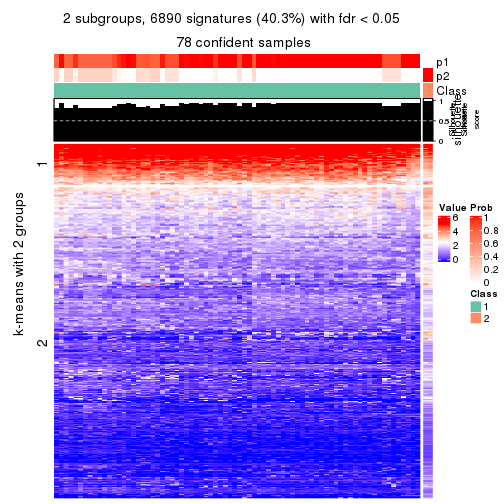 2 subgroups, 6890 signatures (40.3%) with fdr < 0.05
78 confident samples
p1
p2
Class
1
0.5
0
silhouette
score
k-means with 2 groups
1
2
Value
6
4
2
0
Prob
1
0.8
0.6
0.4
0.2
0
Class
1
2